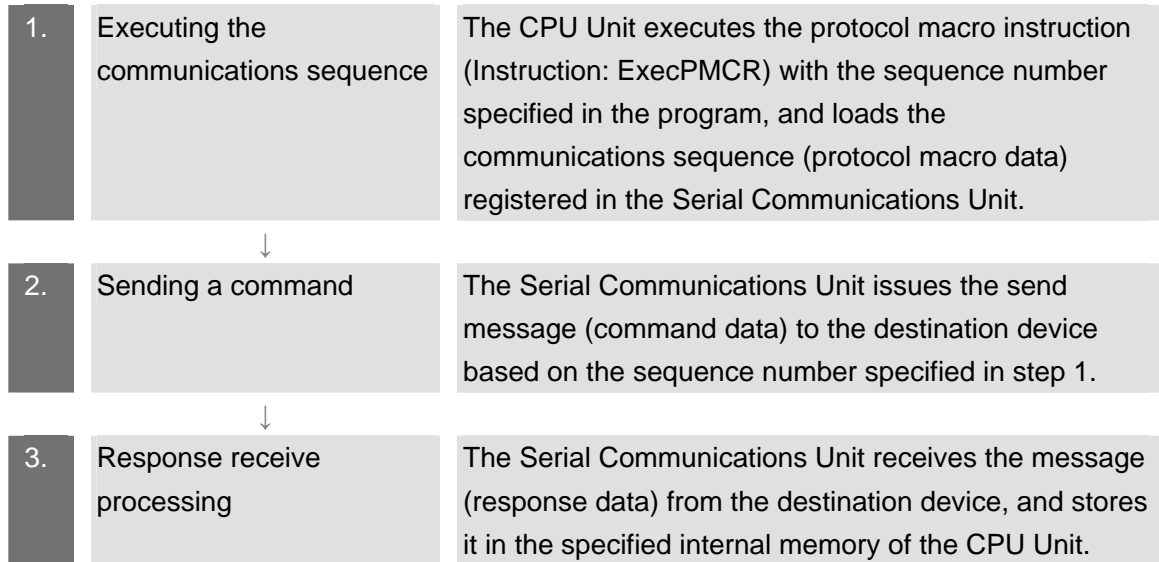 1.
Executing the
communications sequence
The CPU Unit executes the protocol macro instruction
(Instruction: ExecPMCR) with the sequence number
specified in the program, and loads the
communications sequence (protocol macro data)
registered in the Serial Communications Unit.
↓
2.
Sending a command
The Serial Communications Unit issues the send
message (command data) to the destination device
based on the sequence number specified in step 1.
↓
3.
Response receive
processing
The Serial Communications Unit receives the message
(response data) from the destination device, and stores
it in the specified internal memory of the CPU Unit.